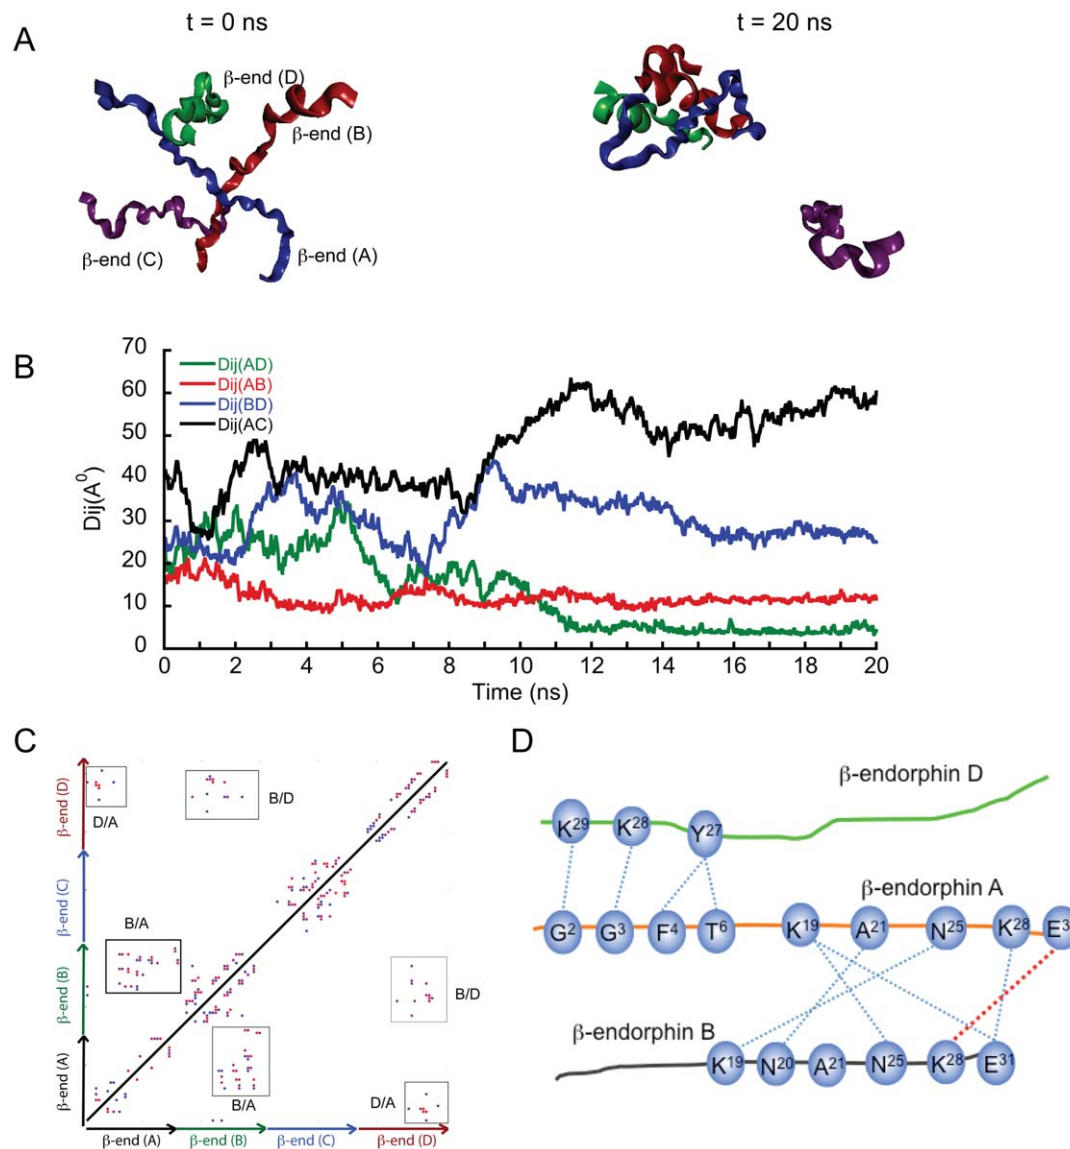 t = 0 ns
t = 20 ns
A
β-end (D)
β-end (B)
β-end (C)
β-end (A)
B
Dij(AD)
Dij(AB)
Dij(BD)
Dij(AC)
Dij(A⁰)
70
60
50
40
30
20
10
0
0 2 4 6 8 10 12 14 16 18 20
Time (ns)
C
β-end (D)
β-end (C)
β-end (B)
β-end (A)
D/A
B/D
B/A
B/D
B/A
D/A
β-end (A) β-end (B) β-end (C) β-end (D)
D
β-endorphin D
K²⁹ K²⁸ Y²⁷
β-endorphin A
G² G³ F⁴ T⁶ K¹⁹ A²¹ N²⁵ K²⁸ E³
β-endorphin B
K¹⁹ N²⁰ A²¹ N²⁵ K²⁸ E³¹